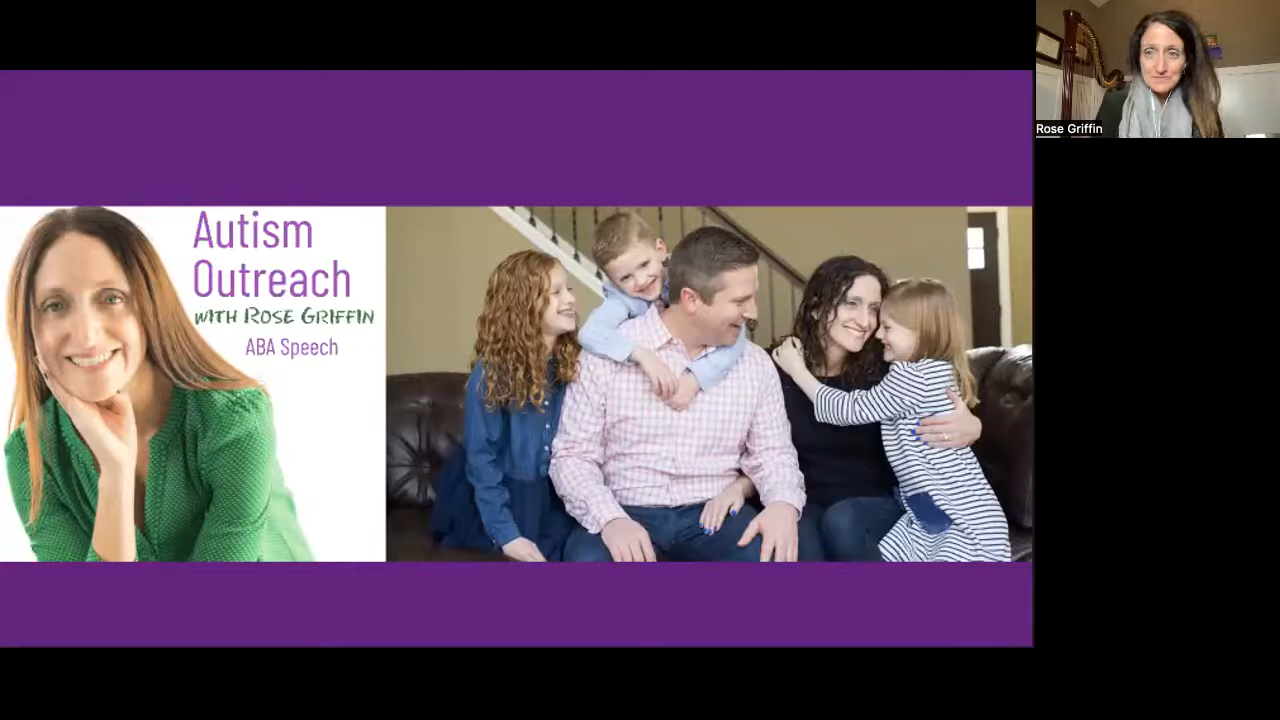 Autism
Outreach
WITH ROSE GRIFFIN
ABA Speech
Rose Griffin